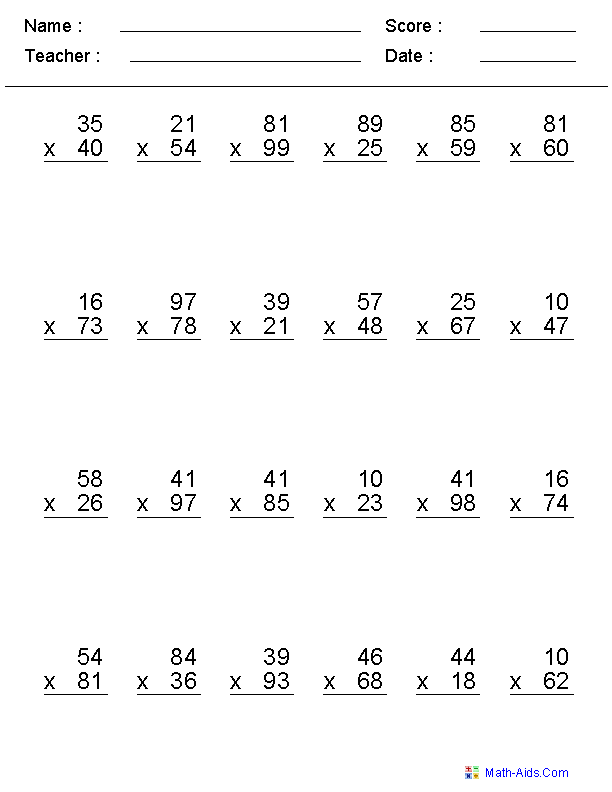 Name : Score :
Teacher : Date :
35 21 81 89 85 81
x 40 x 54 x 99 x 25 x 59 x 60
16 97 39 57 25 10
x 73 x 78 x 21 x 48 x 67 x 47
58 41 41 10 41 16
x 26 x 97 x 85 x 23 x 98 x 74
54 84 39 46 44 10
x 81 x 36 x 93 x 68 x 18 x 62
Math-Aids.Com